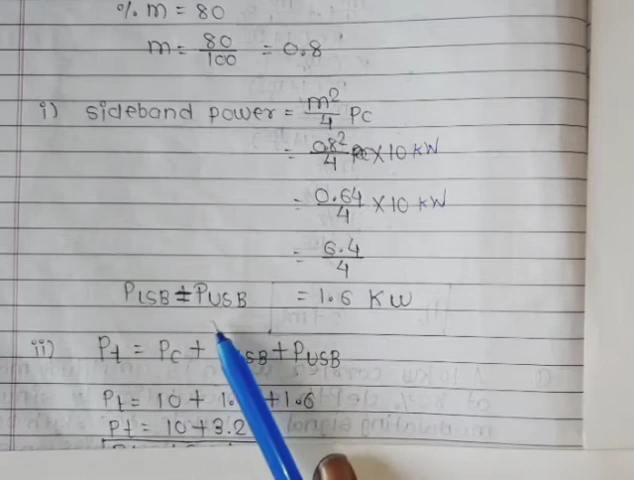 % m = 80
m = 80/100 = 0.8
i) sideband power = m²/4 Pc
= 0.8²/4 × 10 KW
= 0.64/4 × 10 KW
= 6.4/4
PLSB ± PUSB = 1.6 KW
ii) Pt = Pc + SB + PUSB
Pt = 10 + 1. + 1.6
Pt = 10 + 3.2